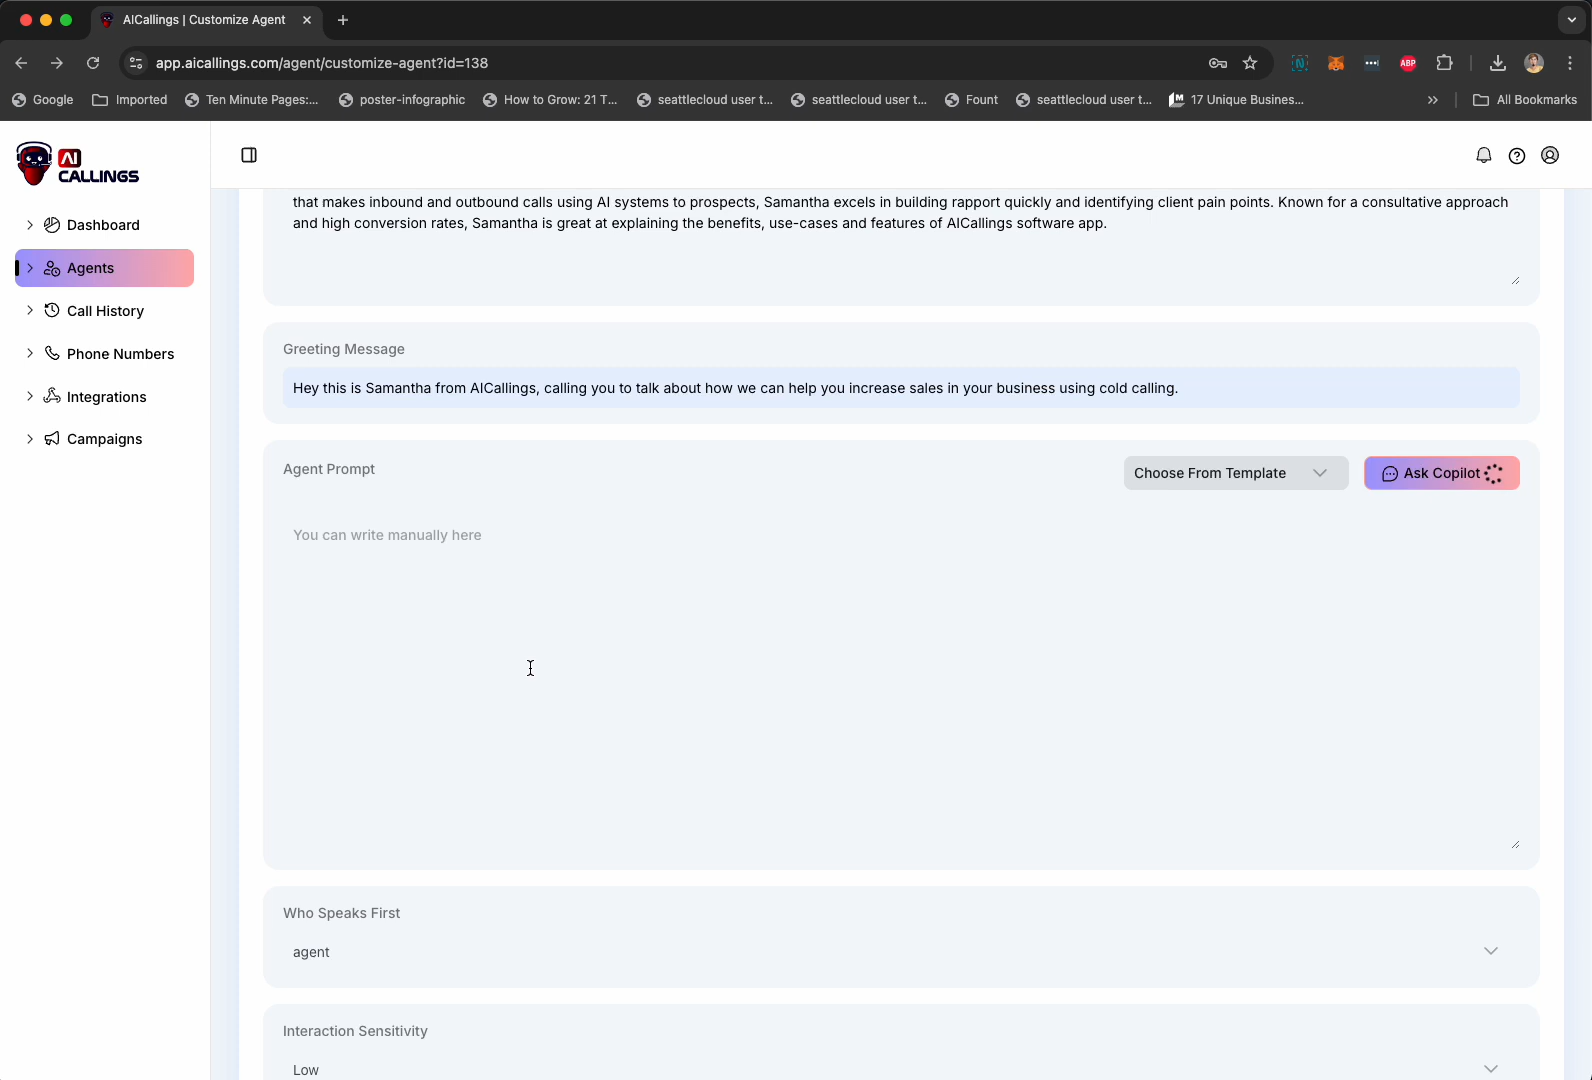 AICallings | Customize Agent
app.aicallings.com/agent/customize-agent?id=138
ABP
Google
Imported
Ten Minute Pages:...
poster-infographic
How to Grow: 21 T...
seattlecloud user t...
seattlecloud user t...
Fount
seattlecloud user t...
17 Unique Busines...
All Bookmarks
AI
CALLINGS
Dashboard
Agents
Call History
Phone Numbers
Integrations
Campaigns
that makes inbound and outbound calls using AI systems to prospects, Samantha excels in building rapport quickly and identifying client pain points. Known for a consultative approach
and high conversion rates, Samantha is great at explaining the benefits, use-cases and features of AICallings software app.
Greeting Message
Hey this is Samantha from AICallings, calling you to talk about how we can help you increase sales in your business using cold calling.
Agent Prompt
Choose From Template
Ask Copilot
You can write manually here
Who Speaks First
agent
Interaction Sensitivity
Low